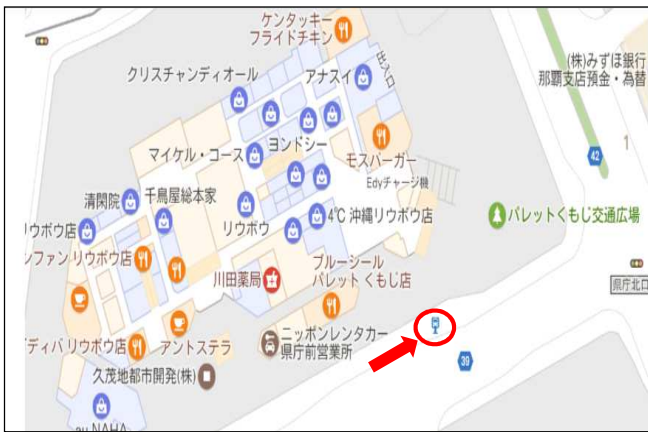 ケンタッキー
フライドチキン
クリスチャンディオール
アナスイ
出入口
(株)みずほ銀行
那覇支店預金・為替
1
42
マイケル・コース
ヨンドシー
モスバーガー
Edyチャージ機
清閑院
千鳥屋総本家
リウボウ店
リウボウ
4℃ 沖縄リウボウ店
パレットくもじ交通広場
ンファン リウボウ店
川田薬局
ブルーシール
パレット くもじ店
県庁北口
ディバ リウボウ店
アントステラ
ニッポンレンタカー
県庁前営業所
39
久茂地都市開発(株)
au NAHA